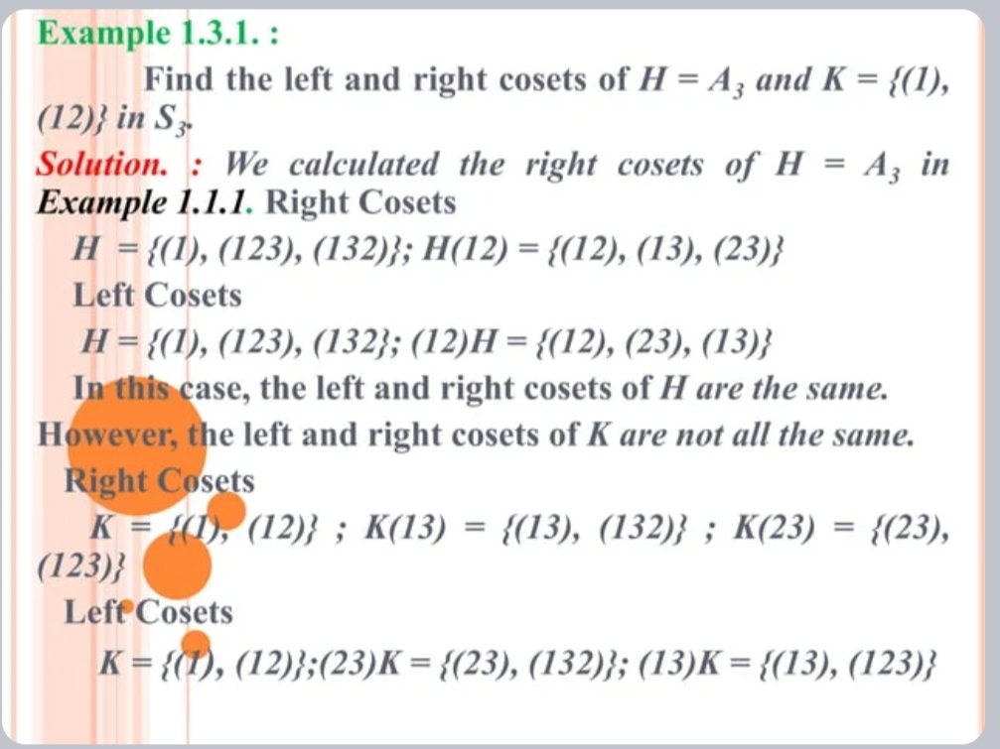 Example 1.3.1. :
Find the left and right cosets of H = A₃ and K = {(1),
(12)} in S₃.
Solution. : We calculated the right cosets of H = A₃ in
Example 1.1.1. Right Cosets
H = {(1), (123), (132)}; H(12) = {(12), (13), (23)}
Left Cosets
H = {(1), (123), (132}; (12)H = {(12), (23), (13)}
In this case, the left and right cosets of H are the same.
However, the left and right cosets of K are not all the same.
Right Cosets
K = {(1), (12)} ; K(13) = {(13), (132)} ; K(23) = {(23),
(123)}
Left Cosets
K = {(1), (12)};(23)K = {(23), (132)}; (13)K = {(13), (123)}